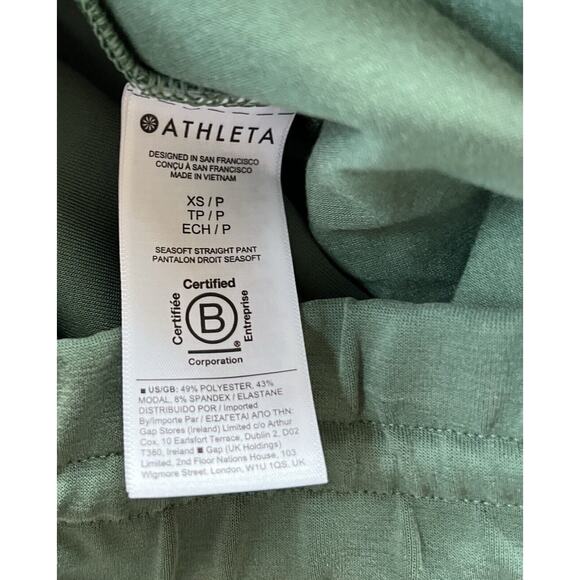 ATHLETA
DESIGNED IN SAN FRANCISCO
CONÇU À SAN FRANCISCO
MADE IN VIETNAM
XS / P
TP / P
ECH / P
SEASOFT STRAIGHT PANT
PANTALON DROIT SEASOFT
Certified
Certifiée
B
Entreprise
®
Corporation
■ US/GB: 49% POLYESTER, 43%
MODAL, 8% SPANDEX / ELASTANE
DISTRIBUIDO POR / Imported
By/Importe Par / ΕΙΣΑΓΕΤΑΙ ΑΠΟ ΤΗΝ:
Gap Stores (Ireland) Limited c/o Arthur
Cox, 10 Earlsfort Terrace, Dublin 2, D02
T380, Ireland ■ Gap (UK Holdings)
Limited, 2nd Floor Nations House, 103
Wigmore Street, London, W1U 1QS, UK